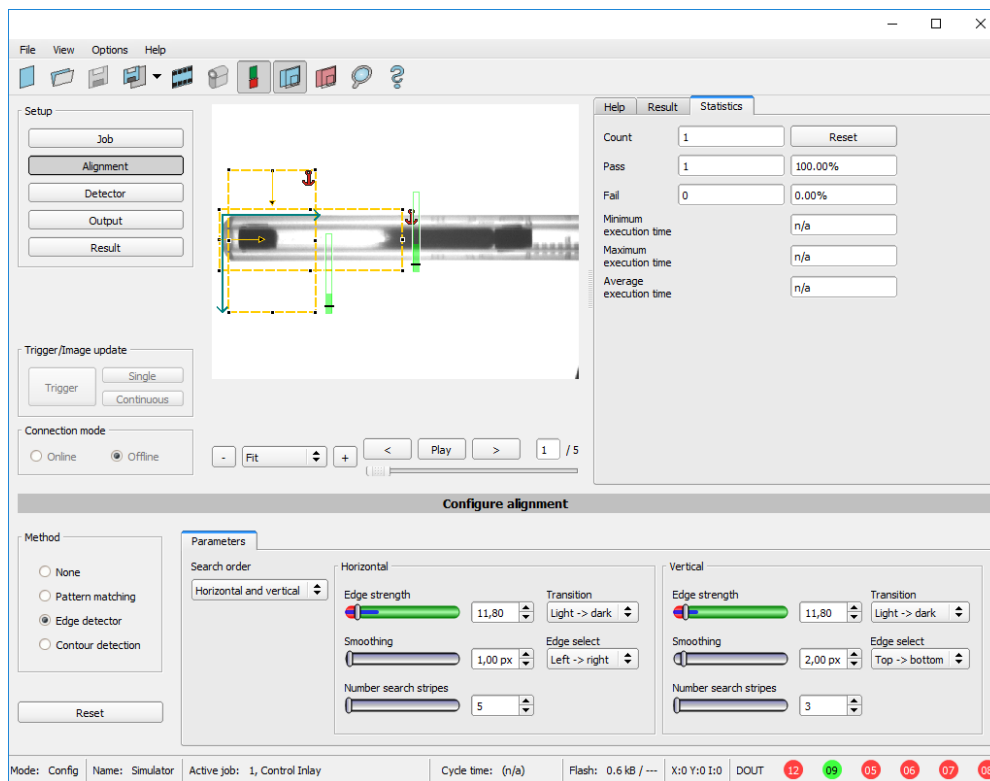 File View Options Help
Setup
Job
Alignment
Detector
Output
Result
Trigger/Image update
Trigger
Single
Continuous
Connection mode
Online Offline
- Fit + < Play > 1 / 5
Help Result Statistics
Count 1 Reset
Pass 1 100.00%
Fail 0 0.00%
Minimum
execution time n/a
Maximum
execution time n/a
Average
execution time n/a
Configure alignment
Method
None
Pattern matching
Edge detector
Contour detection
Reset
Parameters
Search order
Horizontal and vertical
Horizontal
Edge strength Transition
11,80 Light -> dark
Smoothing Edge select
1,00 px Left -> right
Number search stripes
5
Vertical
Edge strength Transition
11,80 Light -> dark
Smoothing Edge select
2,00 px Top -> bottom
Number search stripes
3
Mode: Config Name: Simulator Active job: 1, Control Inlay Cycle time: (n/a) Flash: 0.6 kB / --- X:0 Y:0 I:0 DOUT 12 09 05 06 07 08